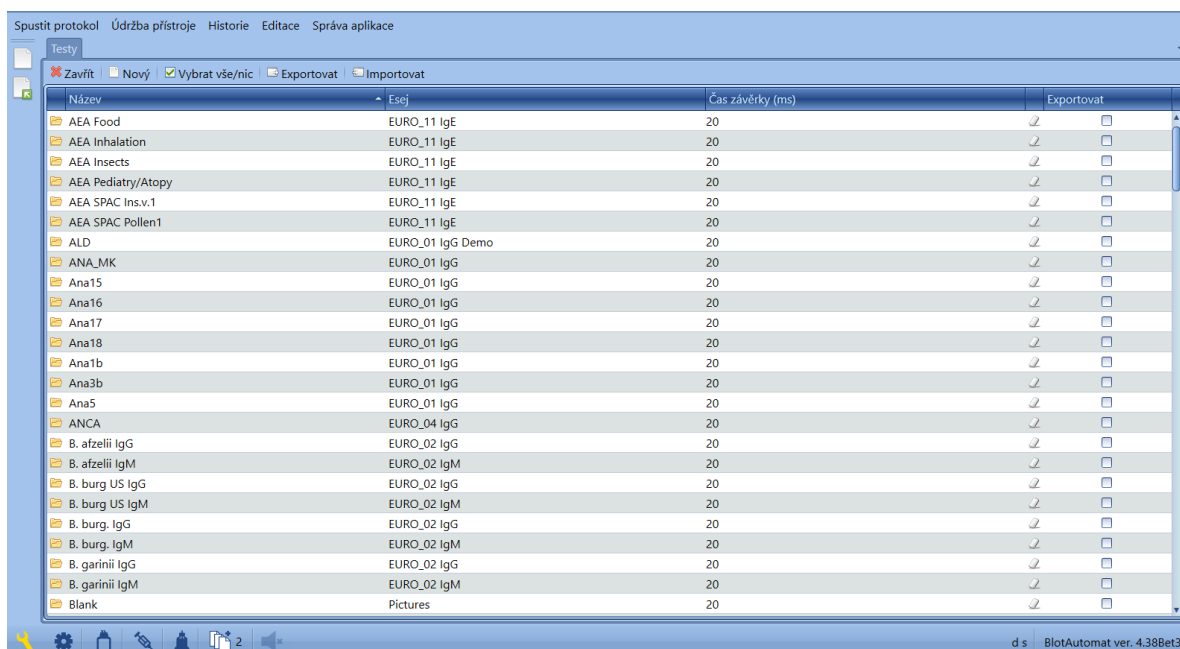 Spustit protokol Údržba přístroje Historie Editace Správa aplikace
Testy
Zavřít Nový Vybrat vše/nic Exportovat Importovat
Název Esej Čas závěrky (ms) Exportovat
AEA Food EURO_11 IgE 20
AEA Inhalation EURO_11 IgE 20
AEA Insects EURO_11 IgE 20
AEA Pediatry/Atopy EURO_11 IgE 20
AEA SPAC Ins.v.1 EURO_11 IgE 20
AEA SPAC Pollen1 EURO_11 IgE 20
ALD EURO_01 IgG Demo 20
ANA_MK EURO_01 IgG 20
Ana15 EURO_01 IgG 20
Ana16 EURO_01 IgG 20
Ana17 EURO_01 IgG 20
Ana18 EURO_01 IgG 20
Ana1b EURO_01 IgG 20
Ana3b EURO_01 IgG 20
Ana5 EURO_01 IgG 20
ANCA EURO_04 IgG 20
B. afzelii IgG EURO_02 IgG 20
B. afzelii IgM EURO_02 IgM 20
B. burg US IgG EURO_02 IgG 20
B. burg US IgM EURO_02 IgM 20
B. burg. IgG EURO_02 IgG 20
B. burg. IgM EURO_02 IgM 20
B. garinii IgG EURO_02 IgG 20
B. garinii IgM EURO_02 IgM 20
Blank Pictures 20
2 d s BlotAutomat ver. 4.38Bet3